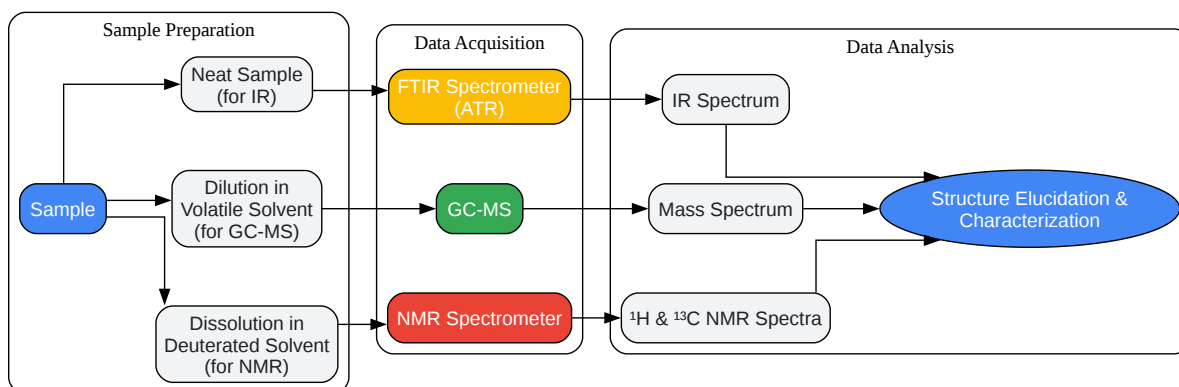 Sample Preparation
Data Acquisition
Data Analysis
Neat Sample
(for IR)
FTIR Spectrometer
(ATR)
IR Spectrum
Sample
Dilution in
Volatile Solvent
(for GC-MS)
GC-MS
Mass Spectrum
Structure Elucidation &
Characterization
Dissolution in
Deuterated Solvent
(for NMR)
NMR Spectrometer
¹H & ¹³C NMR Spectra